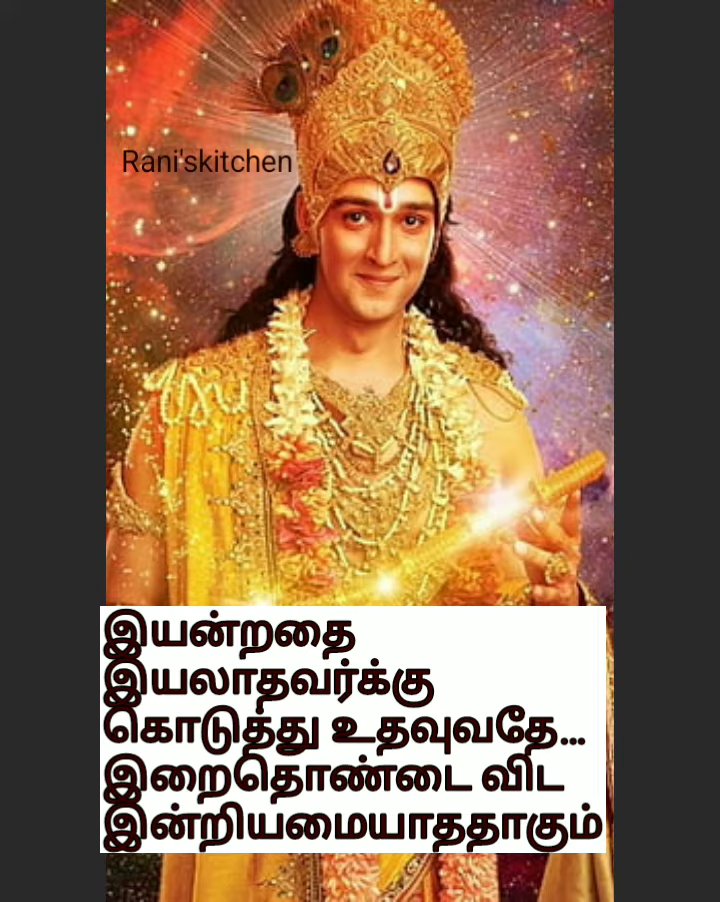 Rani'skitchen
இயன்றதை
இயலாதவர்க்கு
கொடுத்து உதவுவதே...
இறைதொண்டை விட
இன்றியமையாததாகும்